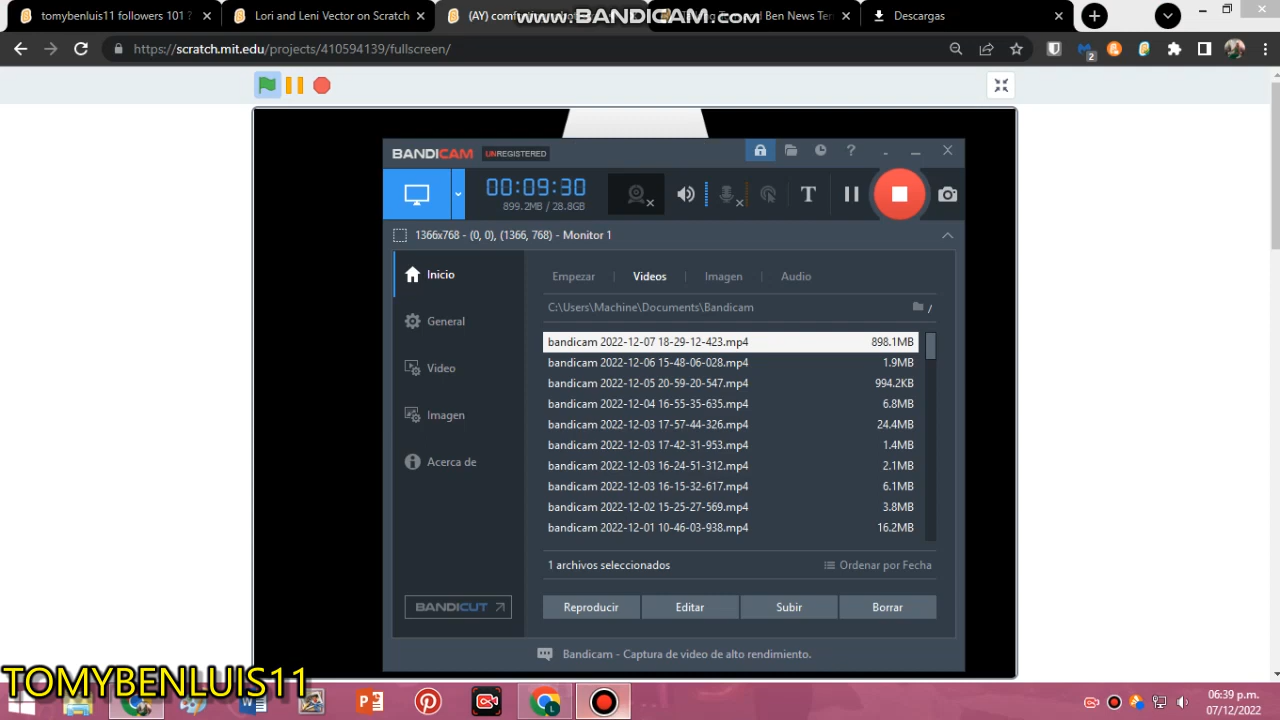 tomybenluis11 followers 101 ?
Lori and Leni Vector on Scratch
(AY) comf
www.BANDICAM.com
Ben News Ter
Descargas
https://scratch.mit.edu/projects/410594139/fullscreen/
2
BANDICAM UNREGISTERED
?
00:09:30
899.2MB / 28.8GB
T
1366x768 - (0, 0), (1366, 768) - Monitor 1
Inicio
General
Video
Imagen
Acerca de
BANDICUT
Empezar | Videos | Imagen | Audio
C:\Users\Machine\Documents\Bandicam
/
bandicam 2022-12-07 18-29-12-423.mp4 898.1MB
bandicam 2022-12-06 15-48-06-028.mp4 1.9MB
bandicam 2022-12-05 20-59-20-547.mp4 994.2KB
bandicam 2022-12-04 16-55-35-635.mp4 6.8MB
bandicam 2022-12-03 17-57-44-326.mp4 24.4MB
bandicam 2022-12-03 17-42-31-953.mp4 1.4MB
bandicam 2022-12-03 16-24-51-312.mp4 2.1MB
bandicam 2022-12-03 16-15-32-617.mp4 6.1MB
bandicam 2022-12-02 15-25-27-569.mp4 3.8MB
bandicam 2022-12-01 10-46-03-938.mp4 16.2MB
1 archivos seleccionados
Ordenar por Fecha
Reproducir
Editar
Subir
Borrar
Bandicam - Captura de video de alto rendimiento.
TOMYBENLUIS11
06:39 p.m.
07/12/2022